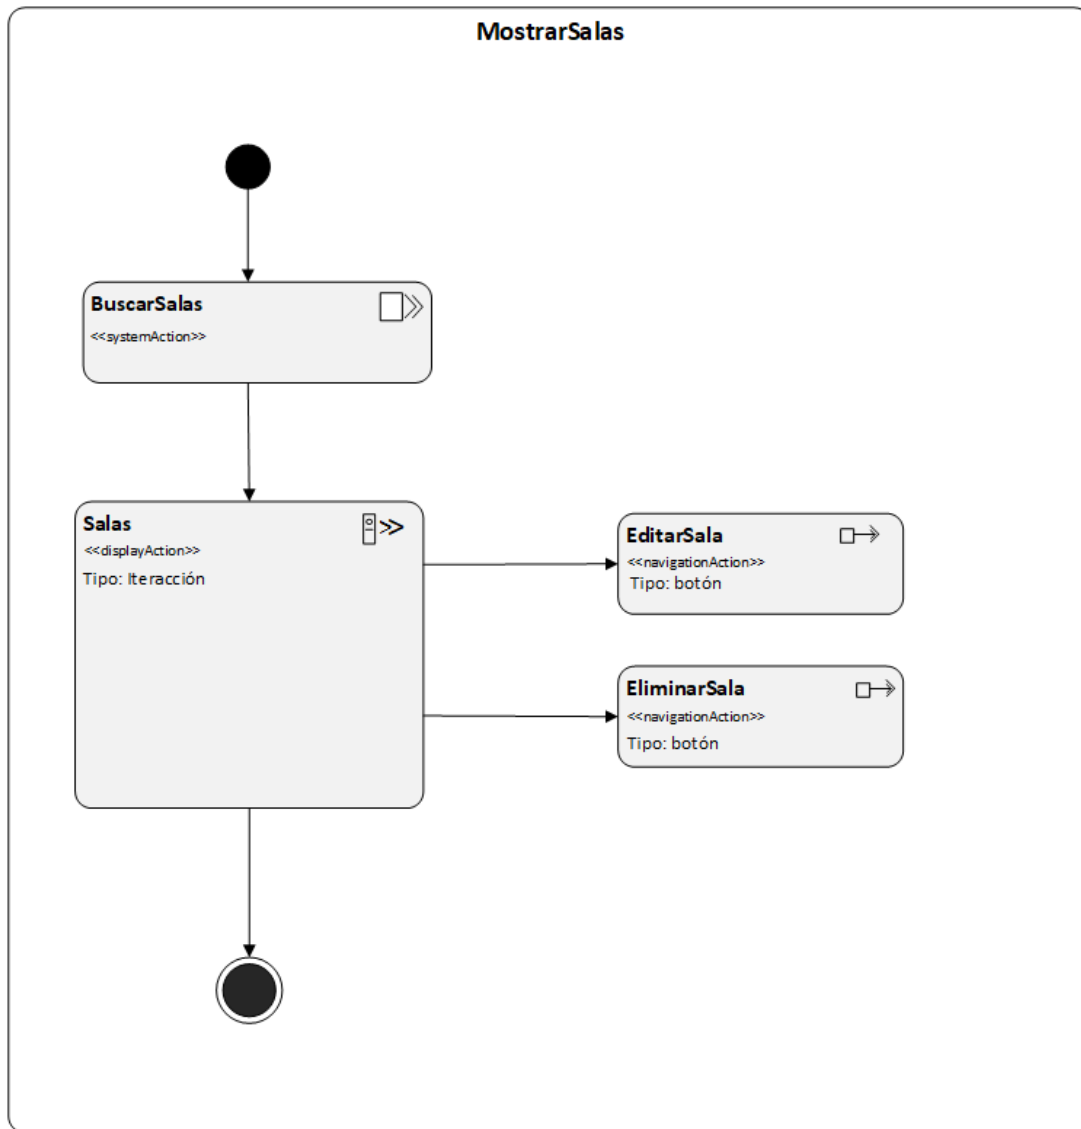 MostrarSalas
BuscarSalas
<<systemAction>>
Salas
<<displayAction>>
Tipo: Iteracción
EditarSala
<<navigationAction>>
Tipo: botón
EliminarSala
<<navigationAction>>
Tipo: botón